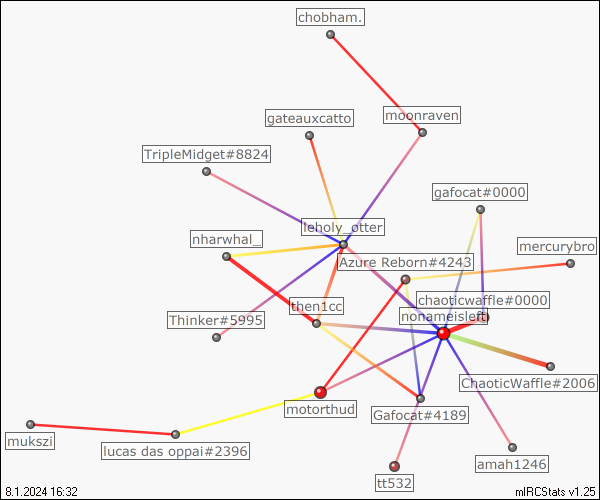 chobham.
gateauxcatto
moonraven
TripleMidget#8824
gafocat#0000
leholy_otter
nharwhal_
mercurybro
Azure Reborn#4243
chaoticwaffle#0000
then1cc
nonameisleft
Thinker#5995
ChaoticWaffle#2006
motorthud
Gafocat#4189
mukszi
lucas das oppai#2396
amah1246
tt532
8.1.2024 16:32
mIRCStats v1.25